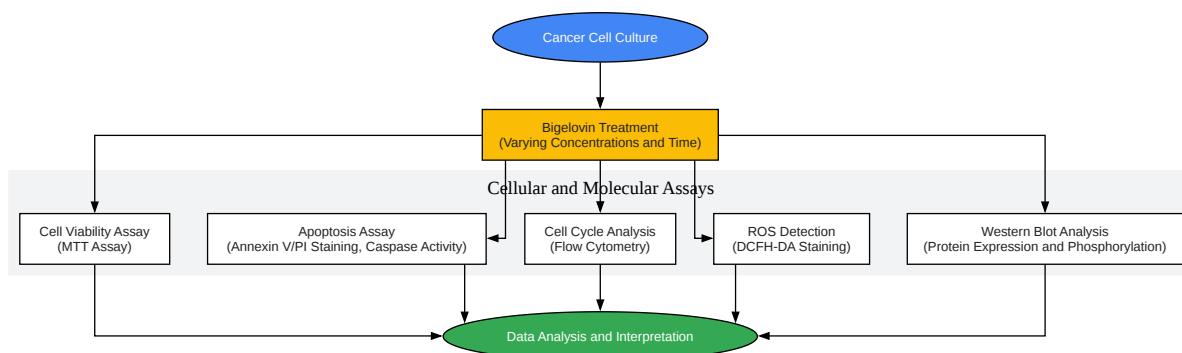 Cancer Cell Culture
Bigelovin Treatment
(Varying Concentrations and Time)
Cellular and Molecular Assays
Cell Viability Assay
(MTT Assay)
Apoptosis Assay
(Annexin V/PI Staining, Caspase Activity)
Cell Cycle Analysis
(Flow Cytometry)
ROS Detection
(DCFH-DA Staining)
Western Blot Analysis
(Protein Expression and Phosphorylation)
Data Analysis and Interpretation